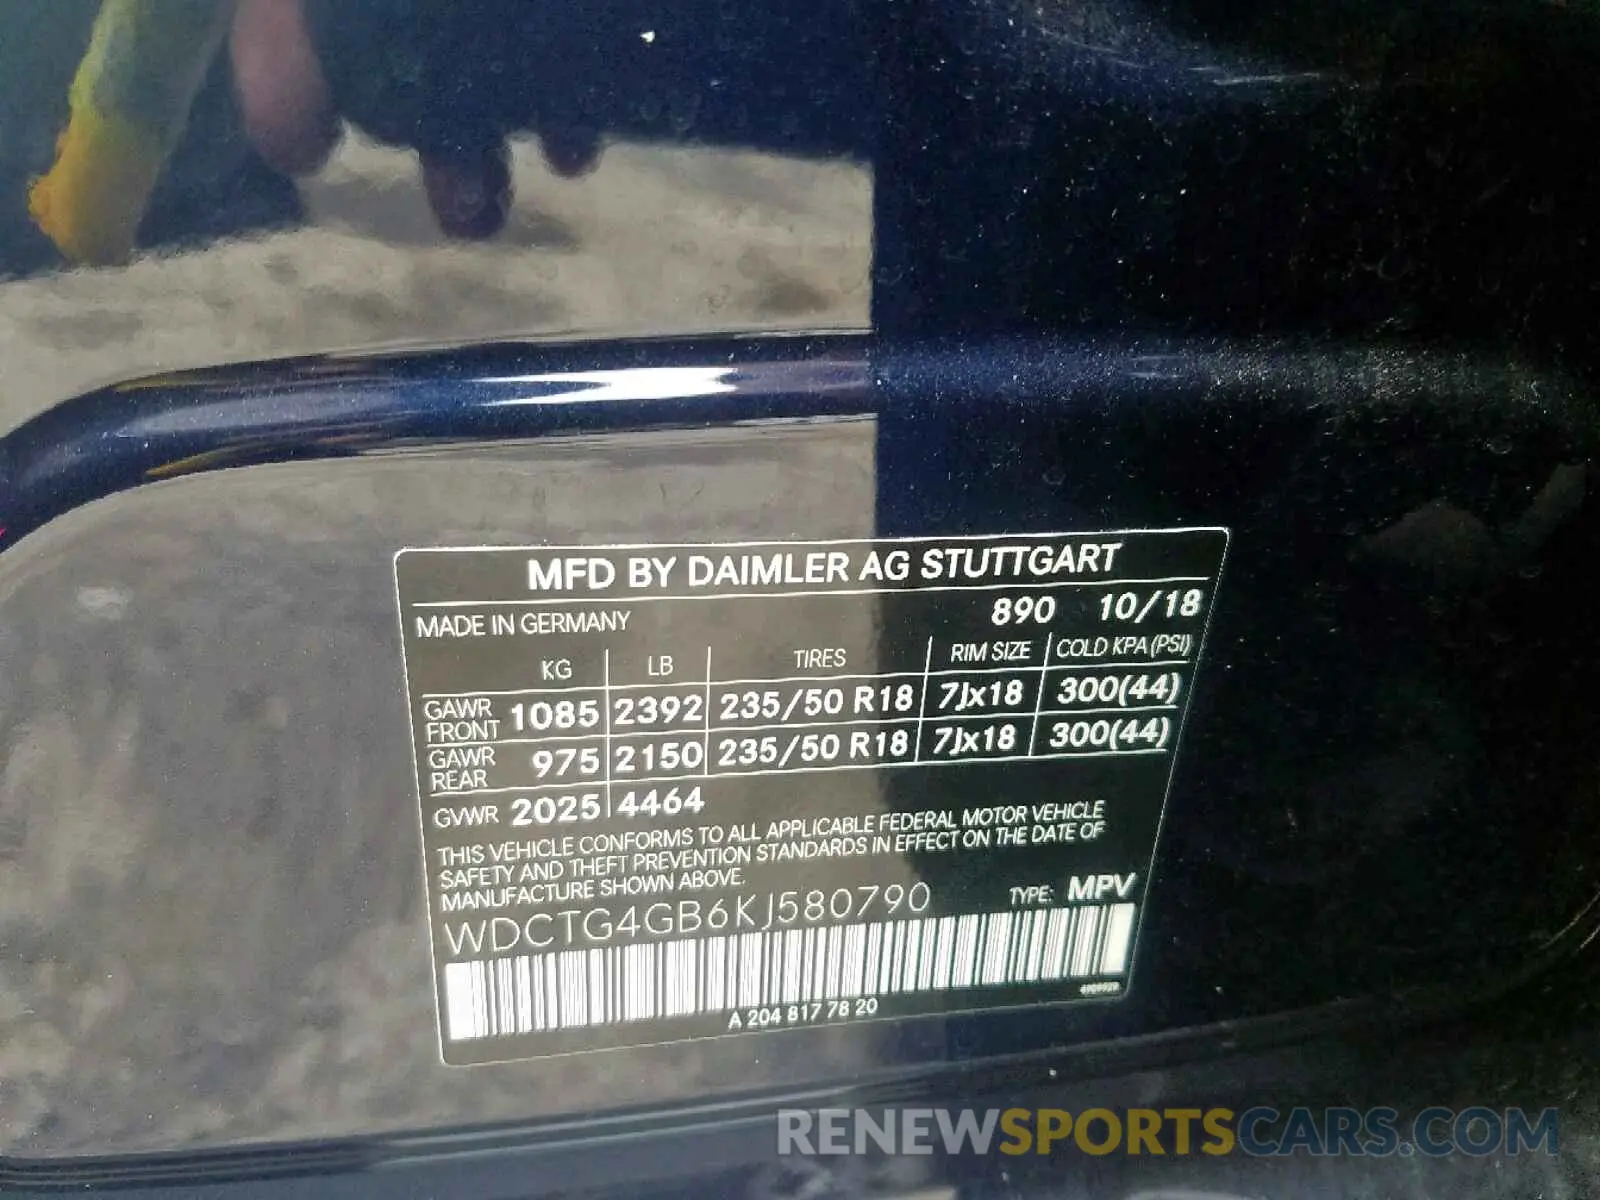 MFD BY DAIMLER AG STUTTGART
MADE IN GERMANY 890 10/18
KG LB TIRES RIM SIZE COLD KPA (PSI)
GAWR FRONT 1085 2392 235/50 R18 7Jx18 300(44)
GAWR REAR 975 2150 235/50 R18 7Jx18 300(44)
GVWR 2025 4464
THIS VEHICLE CONFORMS TO ALL APPLICABLE FEDERAL MOTOR VEHICLE
SAFETY AND THEFT PREVENTION STANDARDS IN EFFECT ON THE DATE OF
MANUFACTURE SHOWN ABOVE.
WDCTG4GB6KJ580790 TYPE: MPV
A 204 817 78 20
RENEWSPORTSCARS.COM